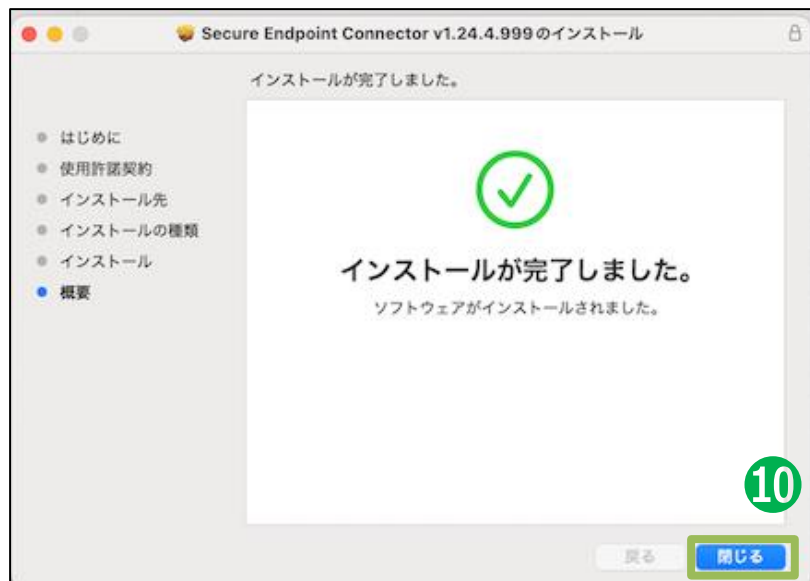 Secure Endpoint Connector v1.24.4.999のインストール
インストールが完了しました。
はじめに
使用許諾契約
インストール先
インストールの種類
インストール
概要
インストールが完了しました。
ソフトウェアがインストールされました。
10
戻る
閉じる